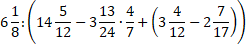 6 1/8 : (14 5/12 − 3 13/24 · 4/7 + (3 4/12 − 2 7/17))